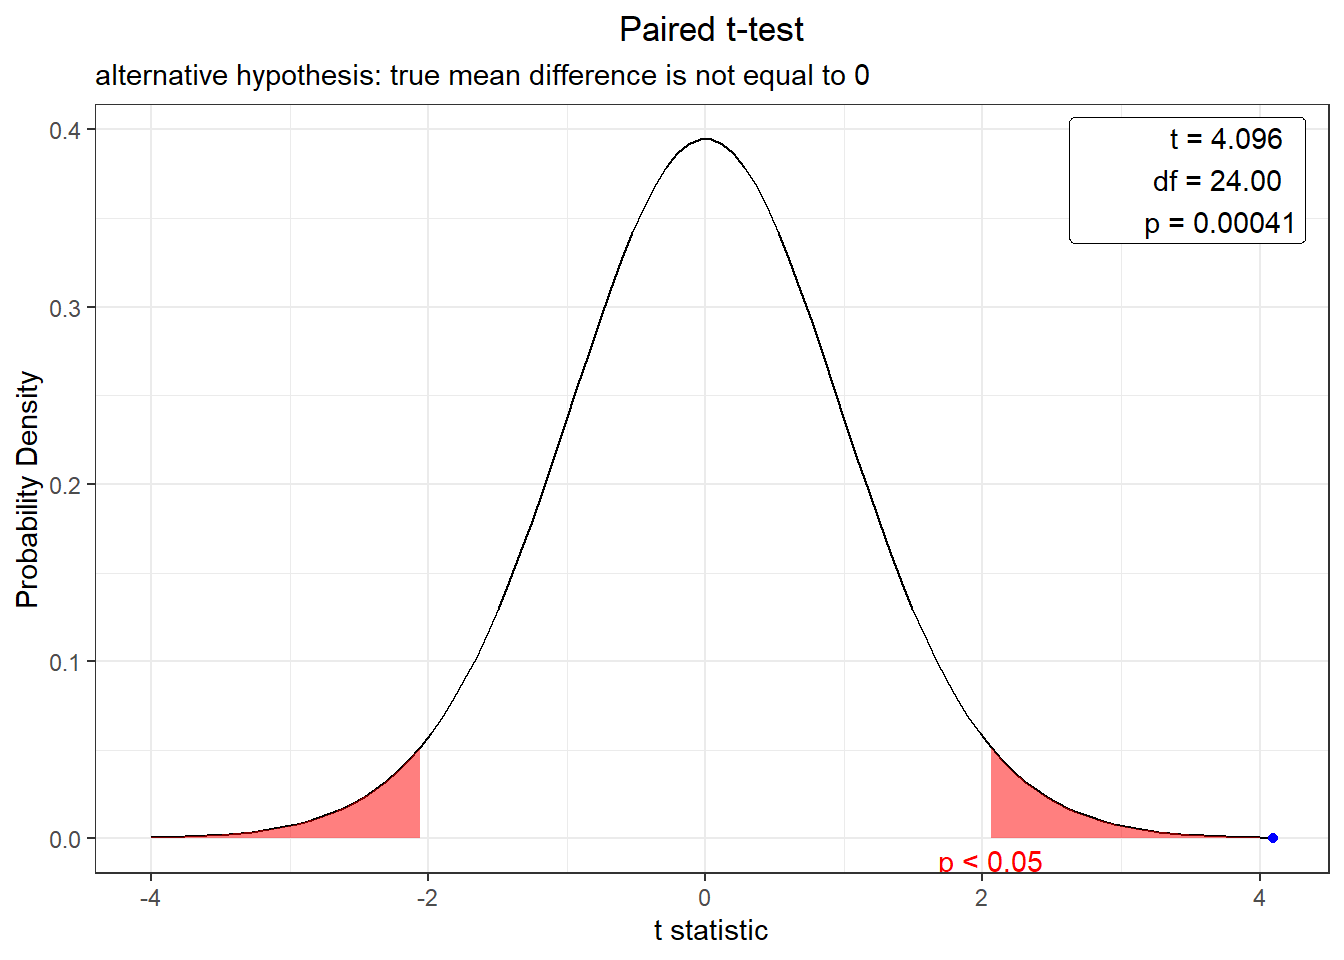 Paired t-test
alternative hypothesis: true mean difference is not equal to 0
t = 4.096
df = 24.00
p = 0.00041
Probability Density
0.4
0.3
0.2
0.1
0.0
p < 0.05
-4 -2 0 2 4
t statistic